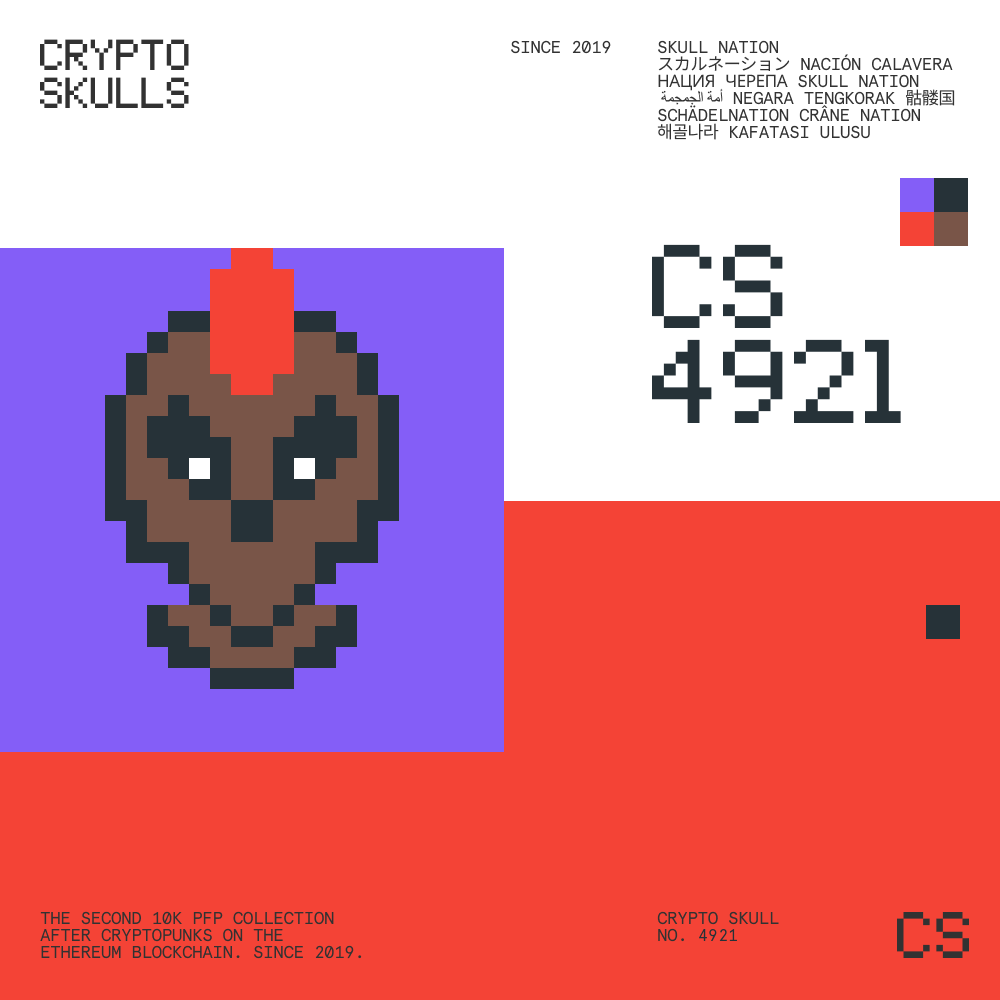 CRYPTO
SKULLS
SINCE 2019
SKULL NATION
スカルネーション NACIÓN CALAVERA
НАЦИЯ ЧЕРЕПА SKULL NATION
أمة الجمجمة NEGARA TENGKORAK 骷髅国
SCHÄDELNATION CRÂNE NATION
해골나라 KAFATASI ULUSU
CS
4921
THE SECOND 10K PFP COLLECTION
AFTER CRYPTOPUNKS ON THE
ETHEREUM BLOCKCHAIN. SINCE 2019.
CRYPTO SKULL
NO. 4921
CS